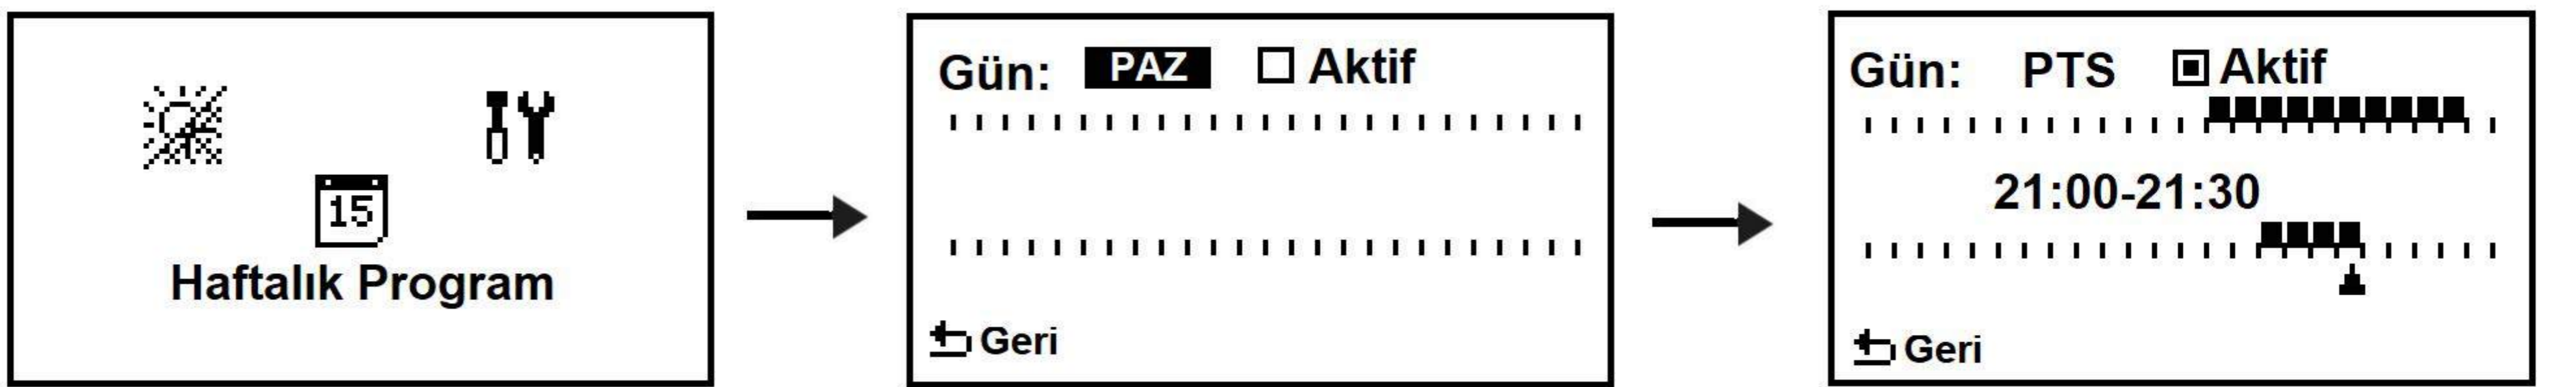 15
Haftalık Program
Gün: PAZ Aktif
Geri
Gün: PTS Aktif
21:00-21:30
Geri